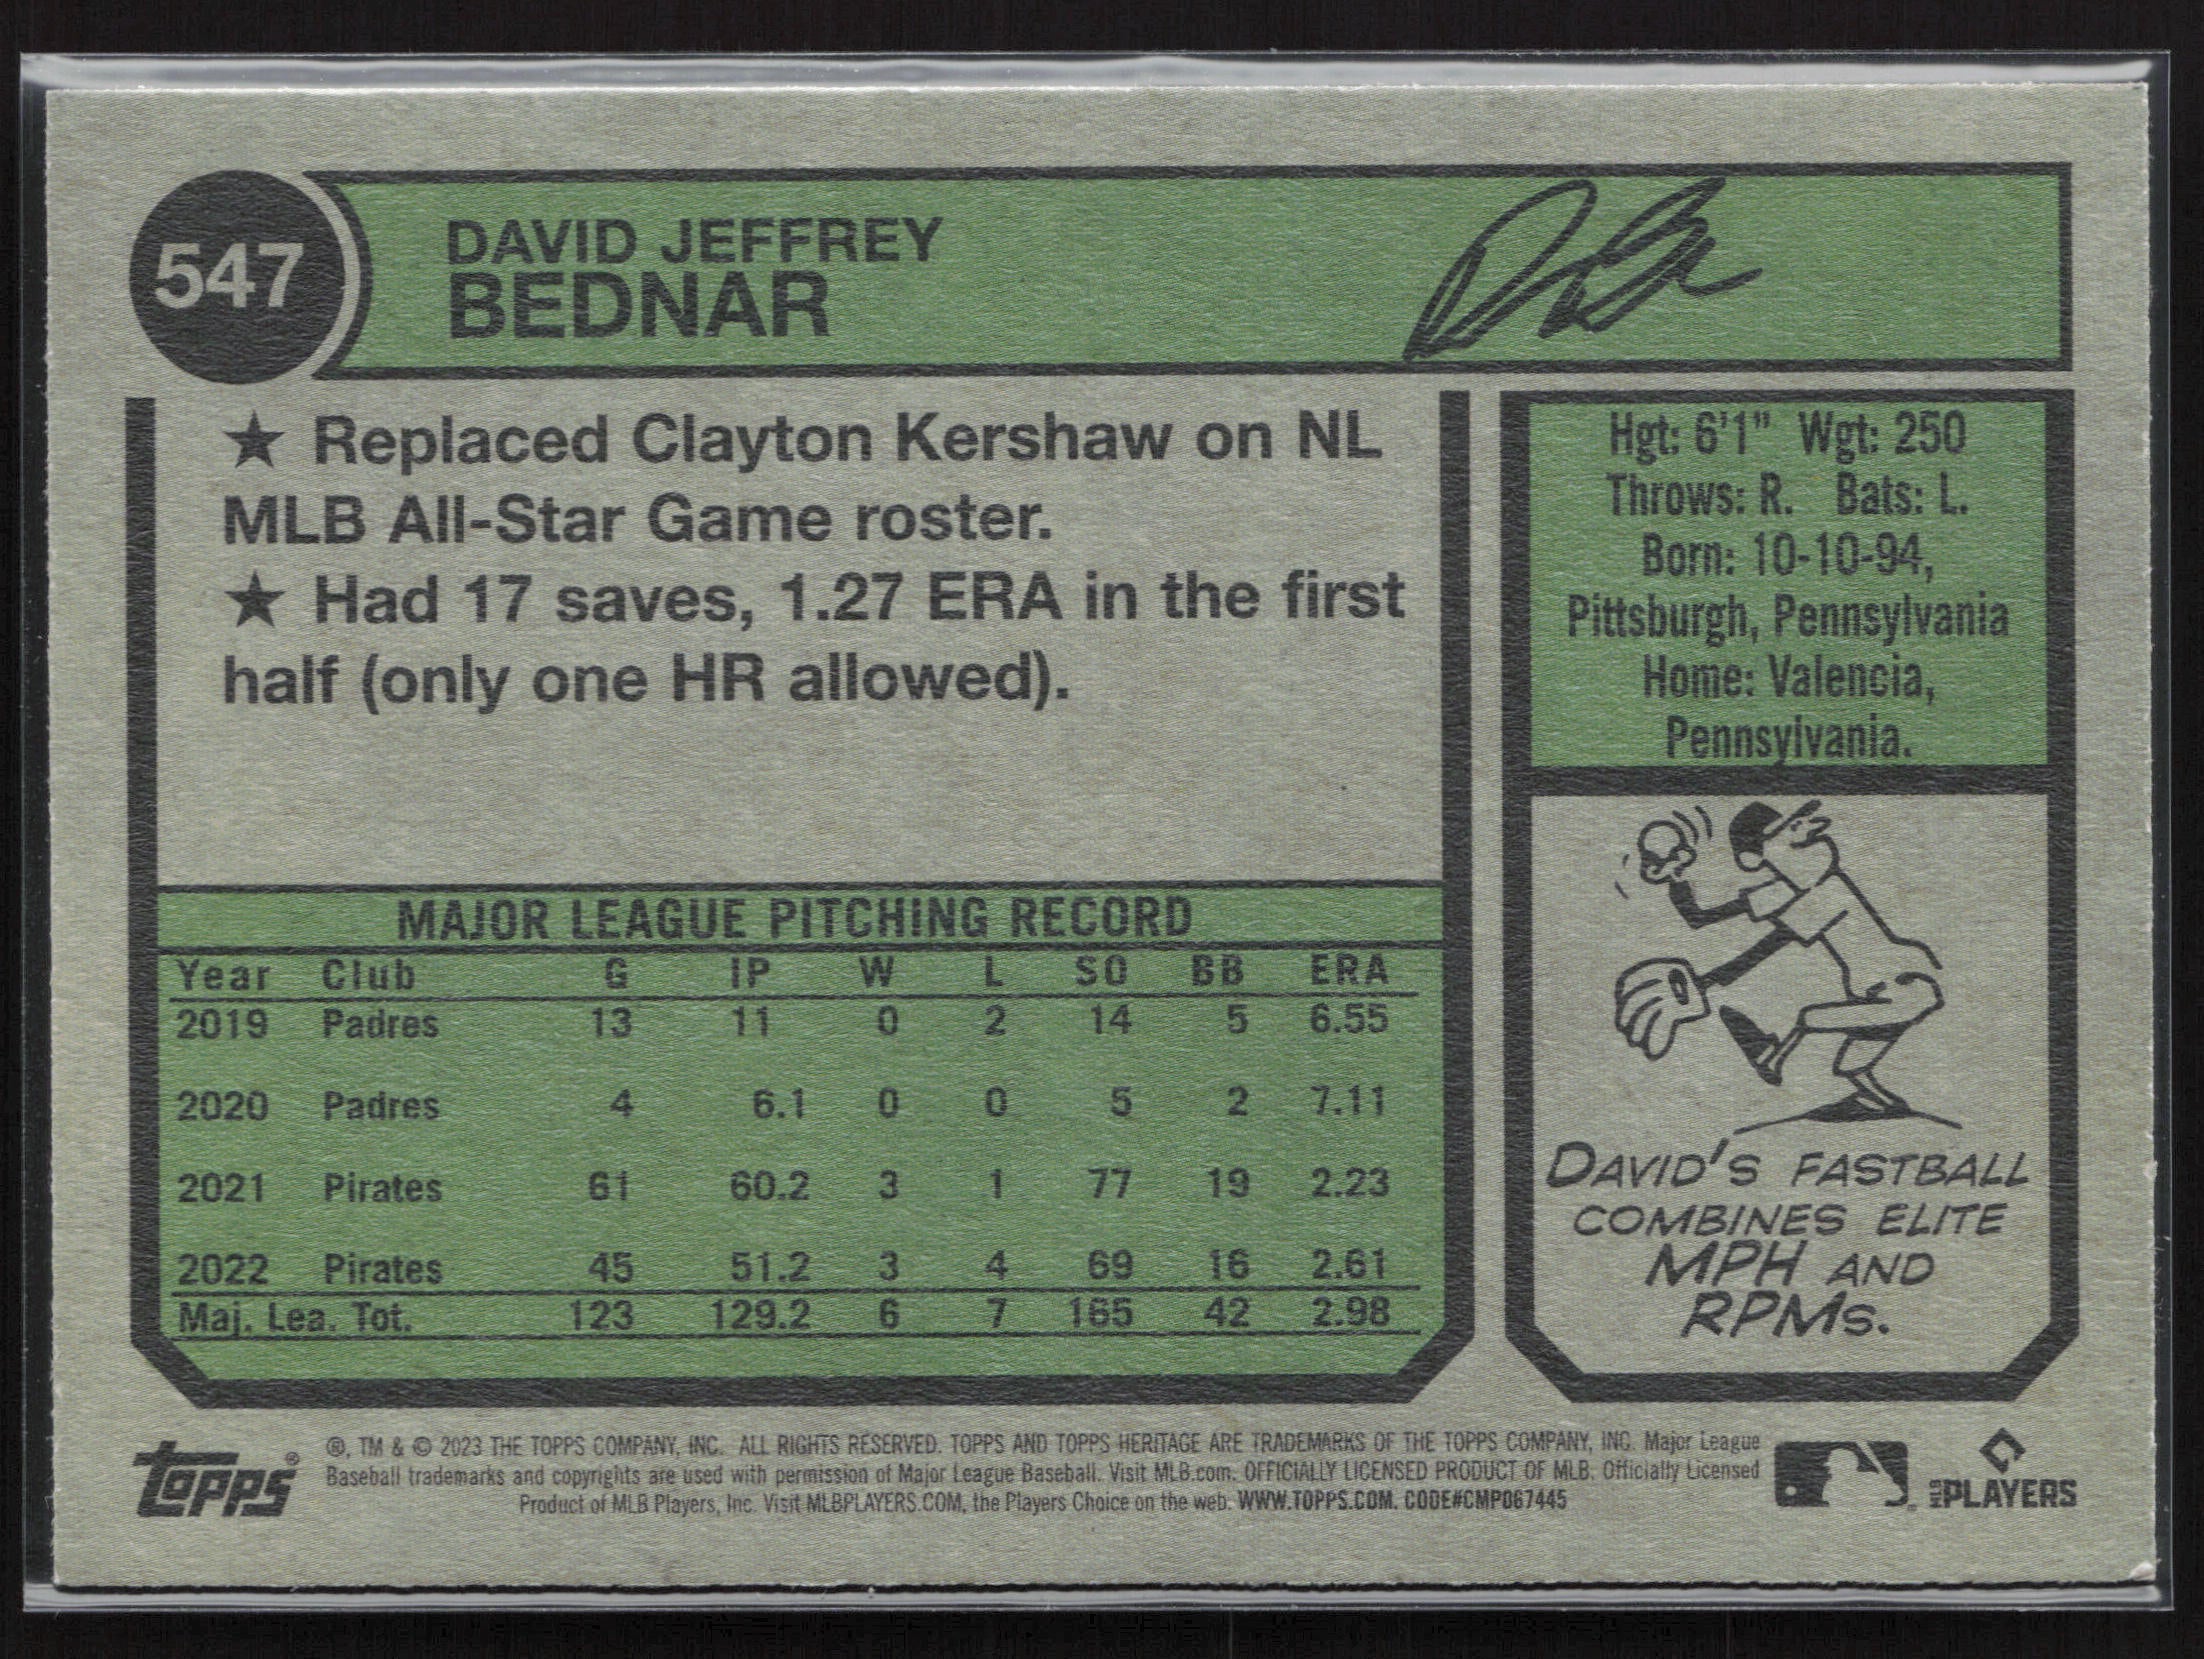 547
DAVID JEFFREY
BEDNAR
★ Replaced Clayton Kershaw on NL
MLB All-Star Game roster.
★ Had 17 saves, 1.27 ERA in the first
half (only one HR allowed).
Hgt: 6'1" Wgt: 250
Throws: R. Bats: L.
Born: 10-10-94,
Pittsburgh, Pennsylvania
Home: Valencia,
Pennsylvania.
MAJOR LEAGUE PITCHING RECORD
Year Club G IP W L SO BB ERA
2019 Padres 13 11 0 2 14 5 6.55
2020 Padres 4 6.1 0 0 5 2 7.11
2021 Pirates 61 60.2 3 1 77 19 2.23
2022 Pirates 45 51.2 3 4 69 16 2.61
Maj. Lea. Tot. 123 129.2 6 7 165 42 2.98
DAVID'S FASTBALL
COMBINES ELITE
MPH AND
RPMs.
Topps®
®, TM & © 2023 THE TOPPS COMPANY, INC. ALL RIGHTS RESERVED. TOPPS AND TOPPS HERITAGE ARE TRADEMARKS OF THE TOPPS COMPANY, INC. Major League
Baseball trademarks and copyrights are used with permission of Major League Baseball. Visit MLB.com. OFFICIALLY LICENSED PRODUCT OF MLB. Officially Licensed
Product of MLB Players, Inc. Visit MLBPLAYERS.COM, the Players Choice on the web. WWW.TOPPS.COM. CODE#CMP067445
MLB PLAYERS